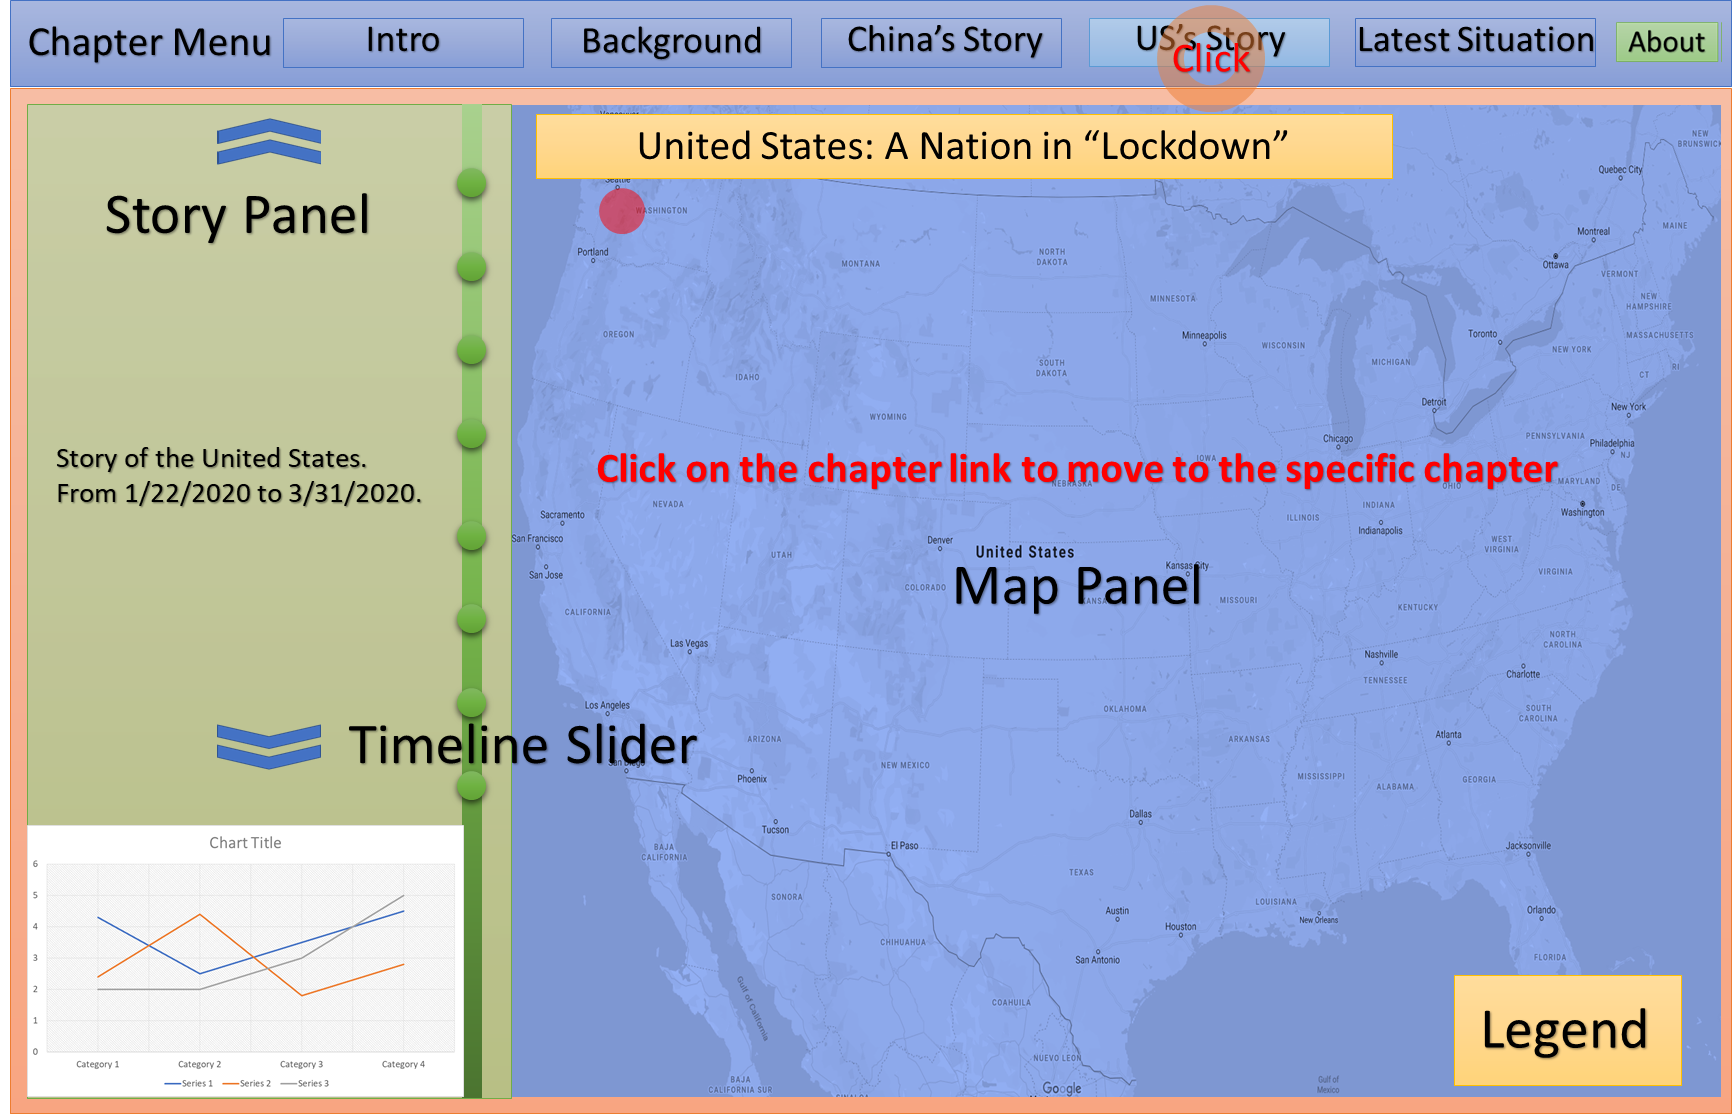 Chapter Menu
Intro
Background
China's Story
US's Story
Click
Latest Situation
About
Story Panel
Story of the United States.
From 1/22/2020 to 3/31/2020.
Timeline Slider
Chart Title
6
5
4
3
2
1
0
Category 1
Category 2
Category 3
Category 4
Series 1
Series 2
Series 3
United States: A Nation in “Lockdown”
Click on the chapter link to move to the specific chapter
Map Panel
Legend
Vancouver
Seattle
WASHINGTON
Portland
OREGON
MONTANA
IDAHO
WYOMING
NORTH
DAKOTA
SOUTH
DAKOTA
MINNESOTA
Minneapolis
WISCONSIN
MICHIGAN
Detroit
Chicago
IOWA
NEBRASKA
ILLINOIS
INDIANA
Indianapolis
OHIO
Toronto
Ottawa
Montreal
Quebec City
NEW
BRUNSWICK
MAINE
VERMONT
NEW
HAMPSHIRE
MASSACHUSETTS
NEW YORK
CT
RI
New York
PENNSYLVANIA
Philadelphia
NJ
MARYLAND
DE
Washington
WEST
VIRGINIA
VIRGINIA
KENTUCKY
NORTH
CAROLINA
Charlotte
SOUTH
CAROLINA
Nashville
TENNESSEE
Atlanta
GEORGIA
ALABAMA
MISSISSIPPI
ARKANSAS
MISSOURI
Kansas City
KANSAS
United States
Denver
COLORADO
UTAH
NEVADA
Sacramento
San Francisco
San Jose
CALIFORNIA
Las Vegas
Los Angeles
San Diego
ARIZONA
Phoenix
Tucson
NEW MEXICO
El Paso
OKLAHOMA
Dallas
TEXAS
Austin
Houston
San Antonio
LOUISIANA
New Orleans
Jacksonville
Orlando
FLORIDA
BAJA
CALIFORNIA
SONORA
CHIHUAHUA
COAHUILA
NUEVO LEON
Gulf of California
BAJA
CALIFORNIA SUR
SINALOA
Google
Gulf of
Mexico